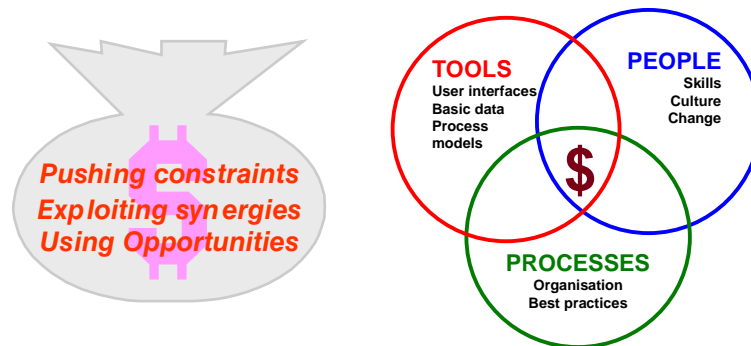 $
Pushing constraints
Exploiting synergies
Using Opportunities
TOOLS
User interfaces
Basic data
Process
models
PEOPLE
Skills
Culture
Change
$
PROCESSES
Organisation
Best practices